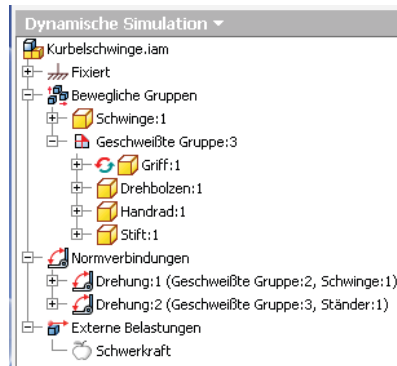 Dynamische Simulation
Kurbelschwinge.iam
Fixiert
Bewegliche Gruppen
Schwinge:1
Geschweißte Gruppe:3
Griff:1
Drehbolzen:1
Handrad:1
Stift:1
Normverbindungen
Drehung:1 (Geschweißte Gruppe:2, Schwinge:1)
Drehung:2 (Geschweißte Gruppe:3, Ständer:1)
Externe Belastungen
Schwerkraft